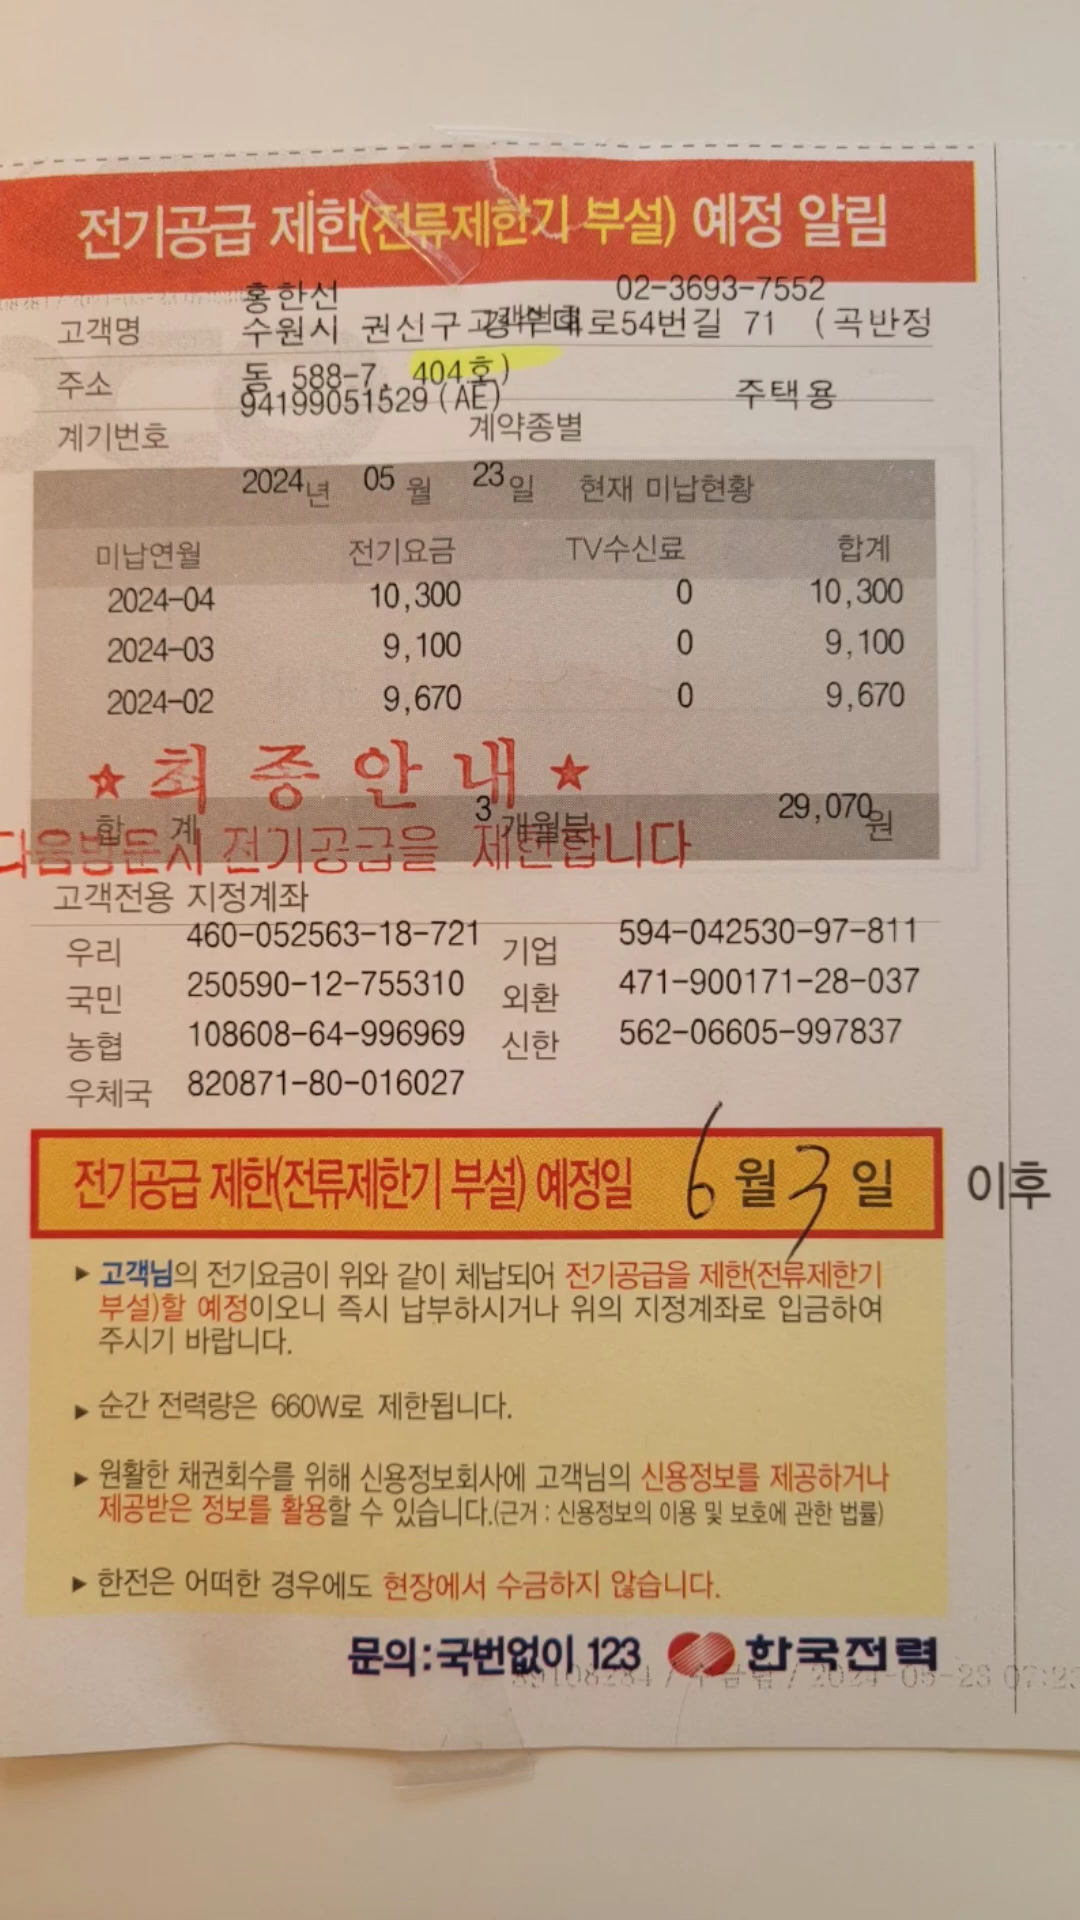 전기공급 제한(전류제한기 부설) 예정 알림
홍한선 02-3693-7552
고객명 고객번호
수원시 권선구 경수대로54번길 71 (곡반정
주소 동 588-7, 404호)
94199051529(AE) 주택용
계기번호 계약종별
2024년 05월 23일 현재 미납현황
미납연월 전기요금 TV수신료 합계
2024-04 10,300 0 10,300
2024-03 9,100 0 9,100
2024-02 9,670 0 9,670
★ 최종안내 ★
합 계 3개월분 29,070원
다음방문시 전기공급을 제한합니다
고객전용 지정계좌
우리 460-052563-18-721 기업 594-042530-97-811
국민 250590-12-755310 외환 471-900171-28-037
농협 108608-64-996969 신한 562-06605-997837
우체국 820871-80-016027
전기공급 제한(전류제한기 부설) 예정일 6월 3일 이후
▶ 고객님의 전기요금이 위와 같이 체납되어 전기공급을 제한(전류제한기
부설)할 예정이오니 즉시 납부하시거나 위의 지정계좌로 입금하여
주시기 바랍니다.
▶ 순간 전력량은 660W로 제한됩니다.
▶ 원활한 채권회수를 위해 신용정보회사에 고객님의 신용정보를 제공하거나
제공받은 정보를 활용할 수 있습니다.(근거 : 신용정보의 이용 및 보호에 관한 법률)
▶ 한전은 어떠한 경우에도 현장에서 수금하지 않습니다.
문의 : 국번없이 123 한국전력
/ 2024-05-23